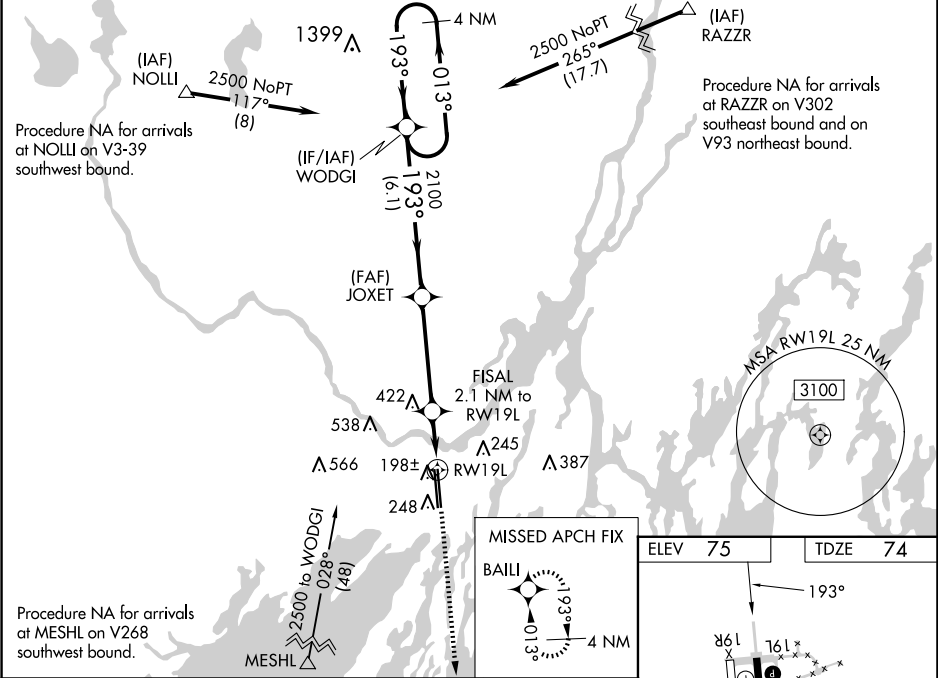 1399
4 NM
193°
013°
(IAF)
NOLLI
2500 NoPT
117°
(8)
Procedure NA for arrivals
at NOLLI on V3-39
southwest bound.
2500 NoPT
265°
(17.7)
(IAF)
RAZZR
Procedure NA for arrivals
at RAZZR on V302
southeast bound and on
V93 northeast bound.
(IF/IAF)
WODGI
2100
193°
(6.1)
(FAF)
JOXET
FISAL
2.1 NM to
RW19L
422
538
245
566
198±
RW19L
387
248
MSA RW19L 25 NM
3100
2500 to WODGI
028°
(48)
MESHL
Procedure NA for arrivals
at MESHL on V268
southwest bound.
MISSED APCH FIX
BAILI
193°
013°
4 NM
ELEV 75
TDZE 74
193°
19R
19L
P